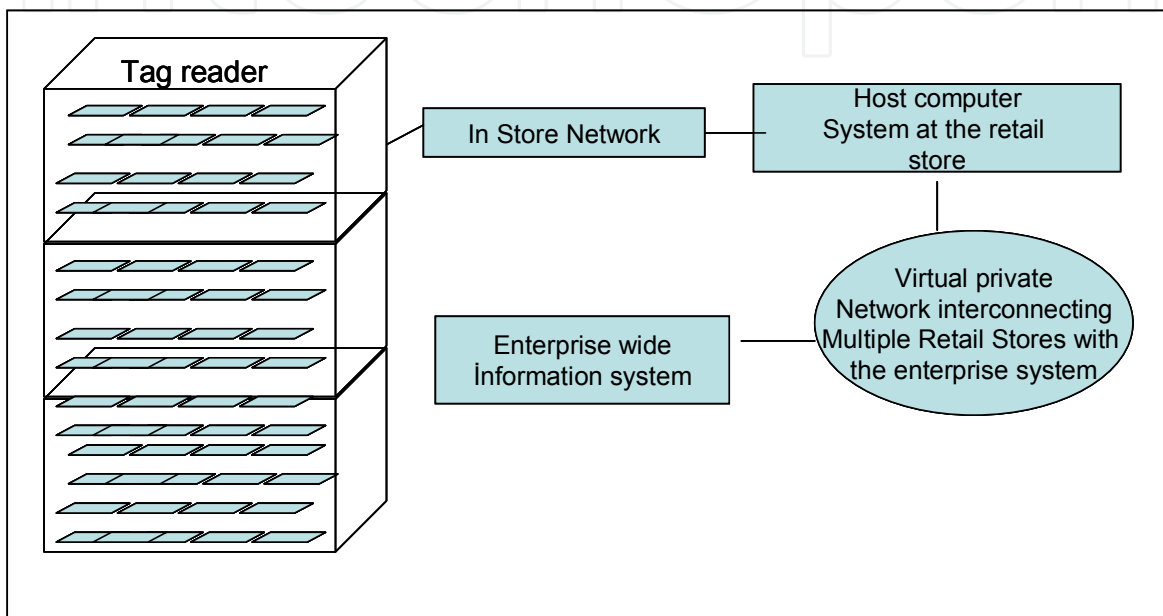 Tag reader
In Store Network
Host computer
System at the retail
store
Virtual private
Network interconnecting
Multiple Retail Stores with
the enterprise system
Enterprise wide
İnformation system